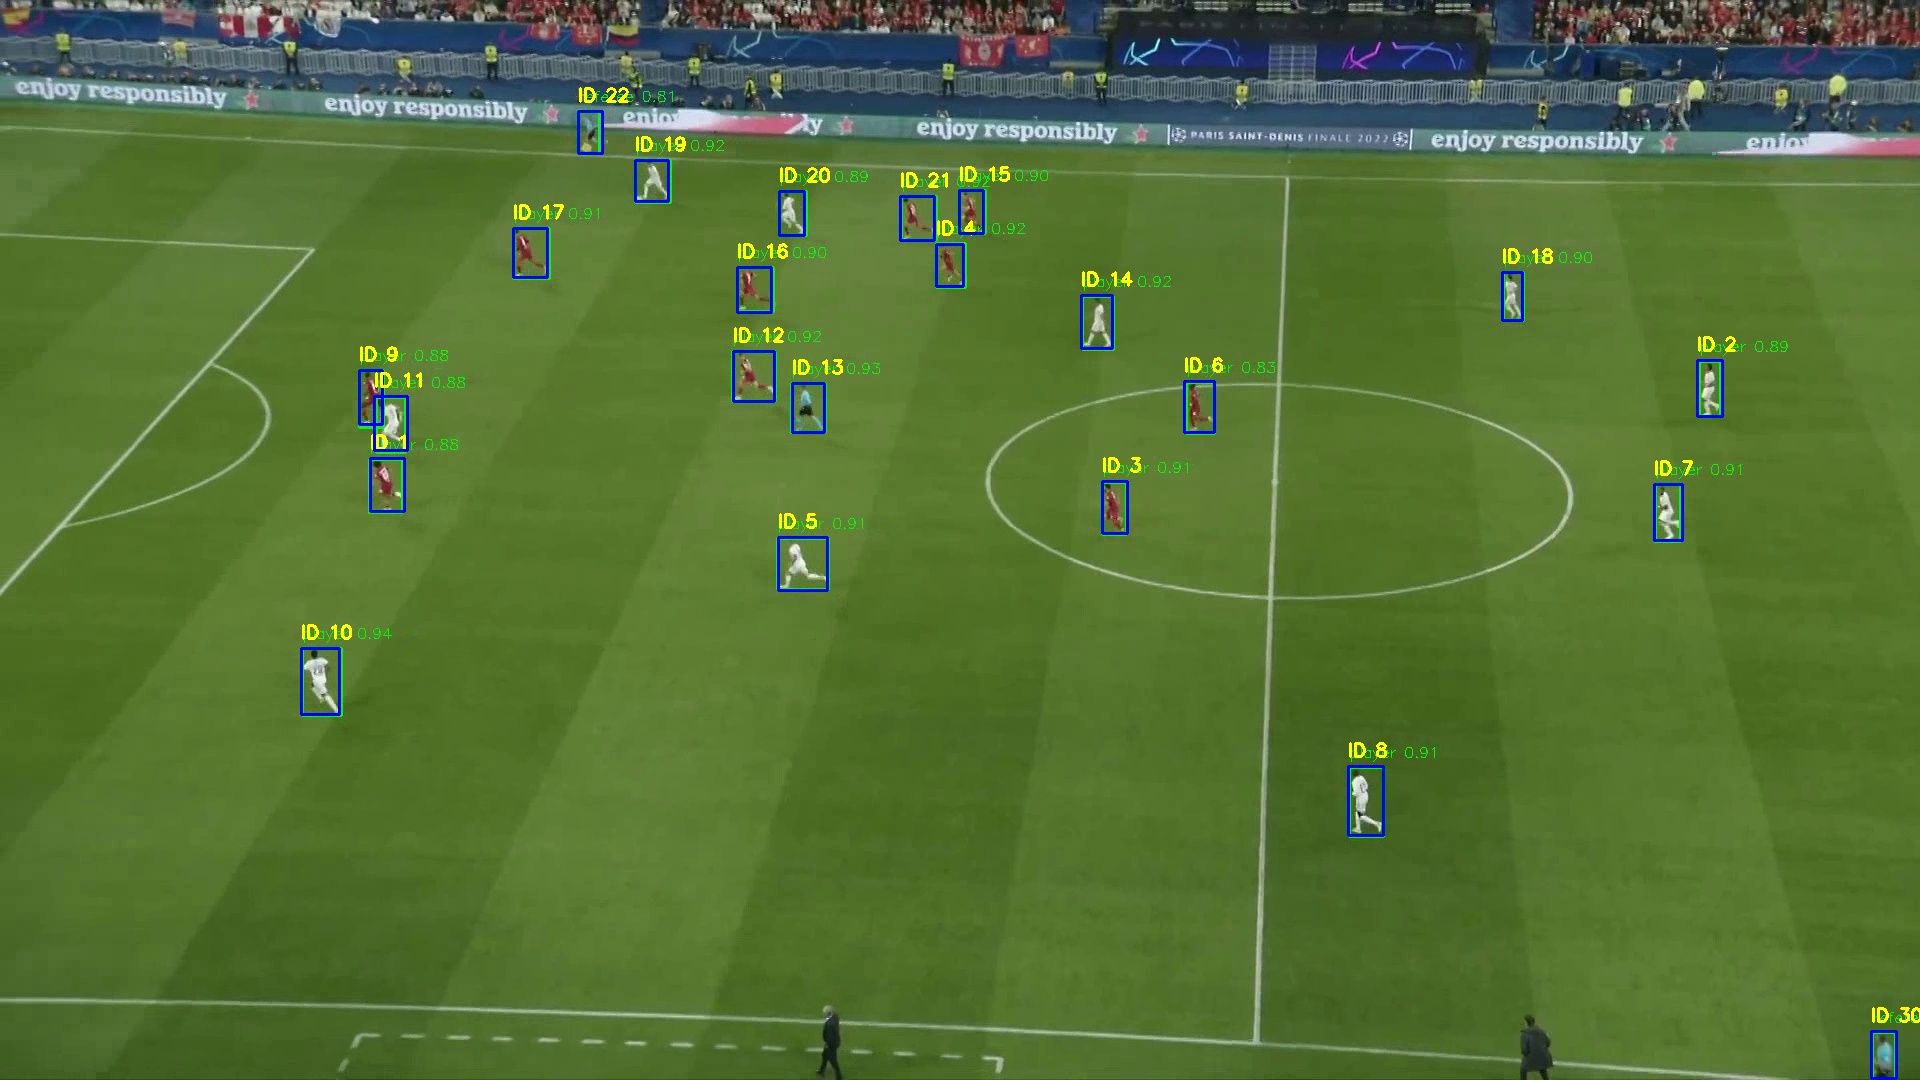 enjoy responsibly
enjoy responsibly
enjoy
ly
enjoy responsibly
PARIS SAINT-DENIS FINALE 2022
enjoy responsibly
enjoy
ID 22 0.81
ID 19 0.92
ID 20 0.89
ID 21
ID 15 0.90
ID 17 0.91
ID 4 0.92
ID 16 0.90
ID 18 0.90
ID 14 0.92
ID 12 0.92
ID 2 0.89
ID 9 0.88
ID 13 0.93
ID 6 0.83
ID 11 0.88
ID 1 0.88
ID 3 0.91
ID 7 0.91
ID 5 0.91
ID 10 0.94
ID 8 0.91
ID 30